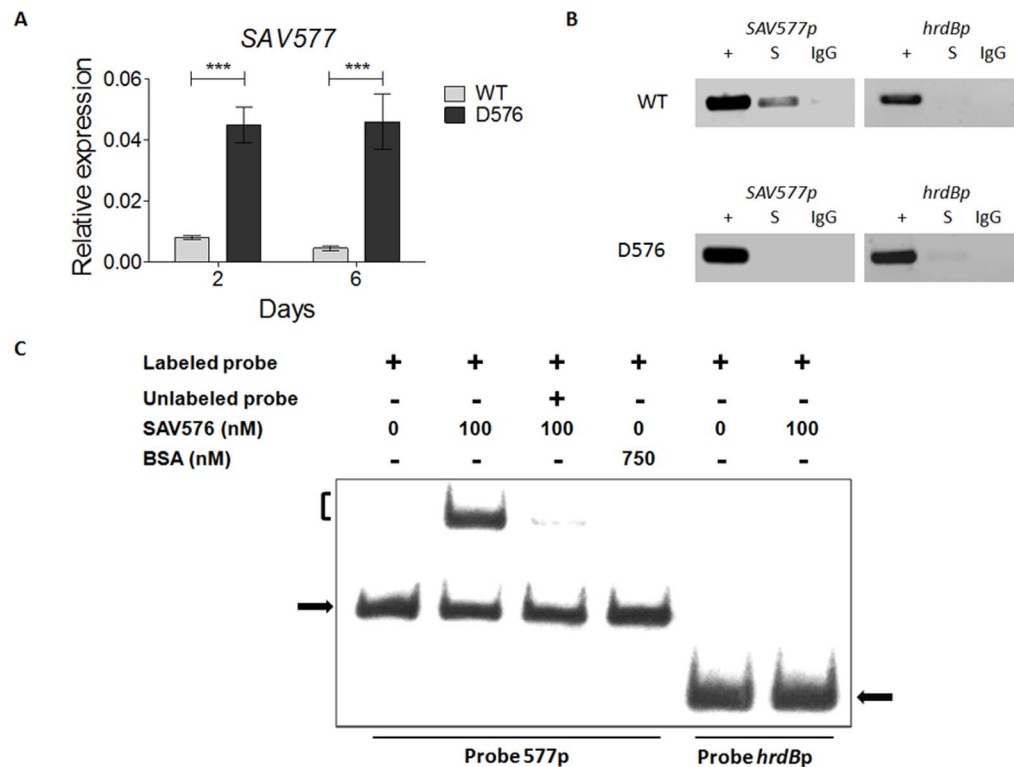 A
SAV577
*** ***
WT
D576
Relative expression
0.06
0.04
0.02
0.00
2 6
Days
B
SAV577p hrdBp
+ S IgG + S IgG
WT
SAV577p hrdBp
+ S IgG + S IgG
D576
C
Labeled probe + + + + + +
Unlabeled probe - - + - - -
SAV576 (nM) 0 100 100 0 0 100
BSA (nM) - - - 750 - -
Probe 577p Probe hrdBp